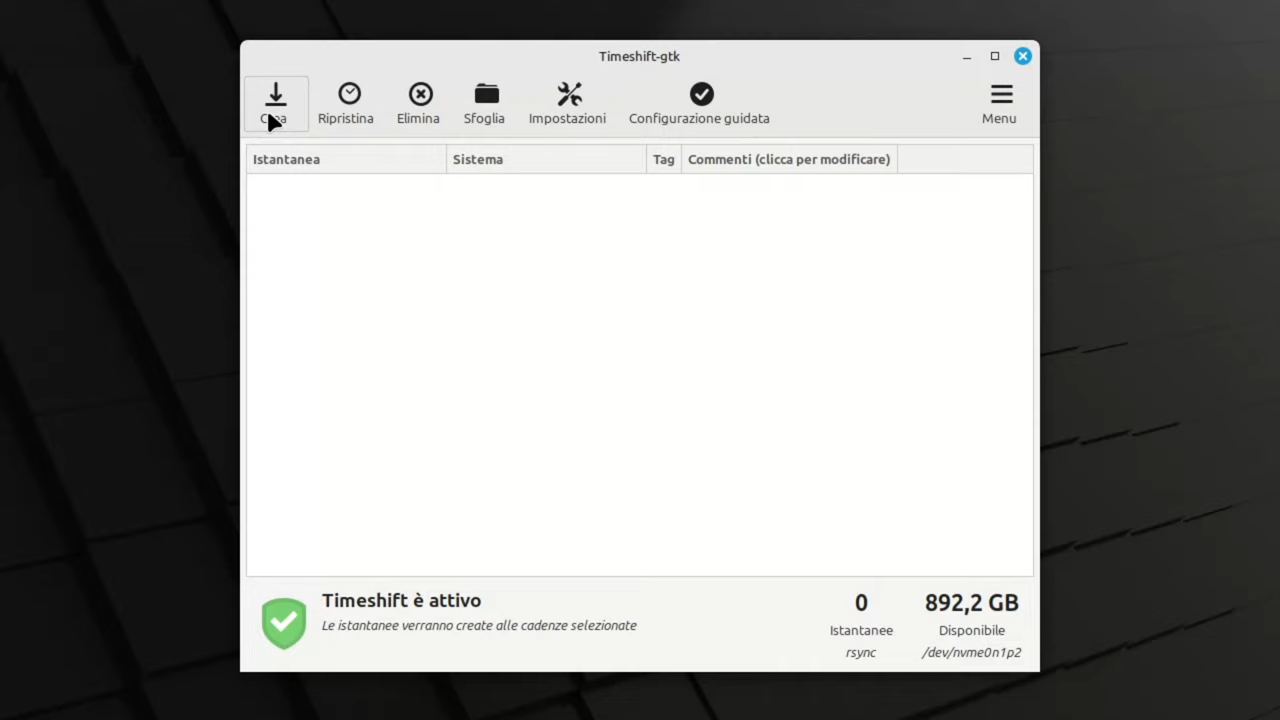 Timeshift-gtk
Ripristina Elimina Sfoglia Impostazioni Configurazione guidata Menu
Istantanea Sistema Tag Commenti (clicca per modificare)
Timeshift è attivo
Le istantanee verranno create alle cadenze selezionate
0
Istantanee
rsync
892,2 GB
Disponibile
/dev/nvme0n1p2